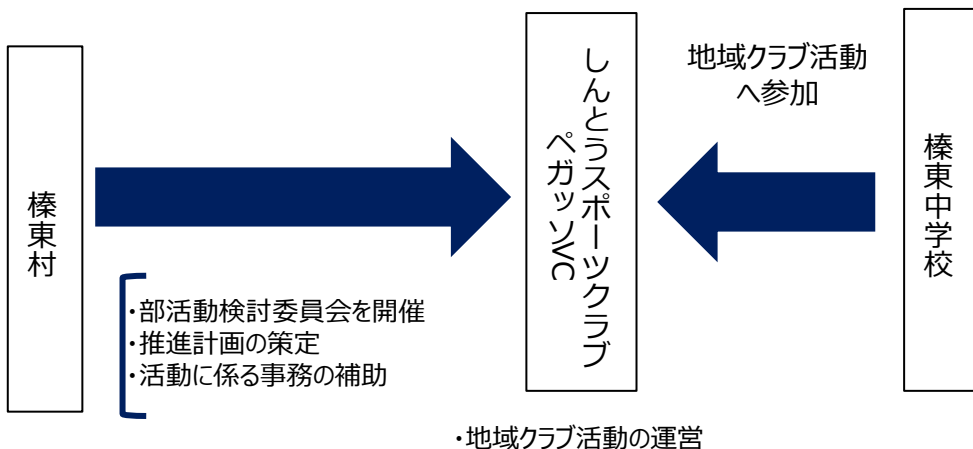 榛東村
・部活動検討委員会を開催
・推進計画の策定
・活動に係る事務の補助
しんとうスポーツクラブ
ペガッソVC
・地域クラブ活動の運営
地域クラブ活動
へ参加
榛東中学校